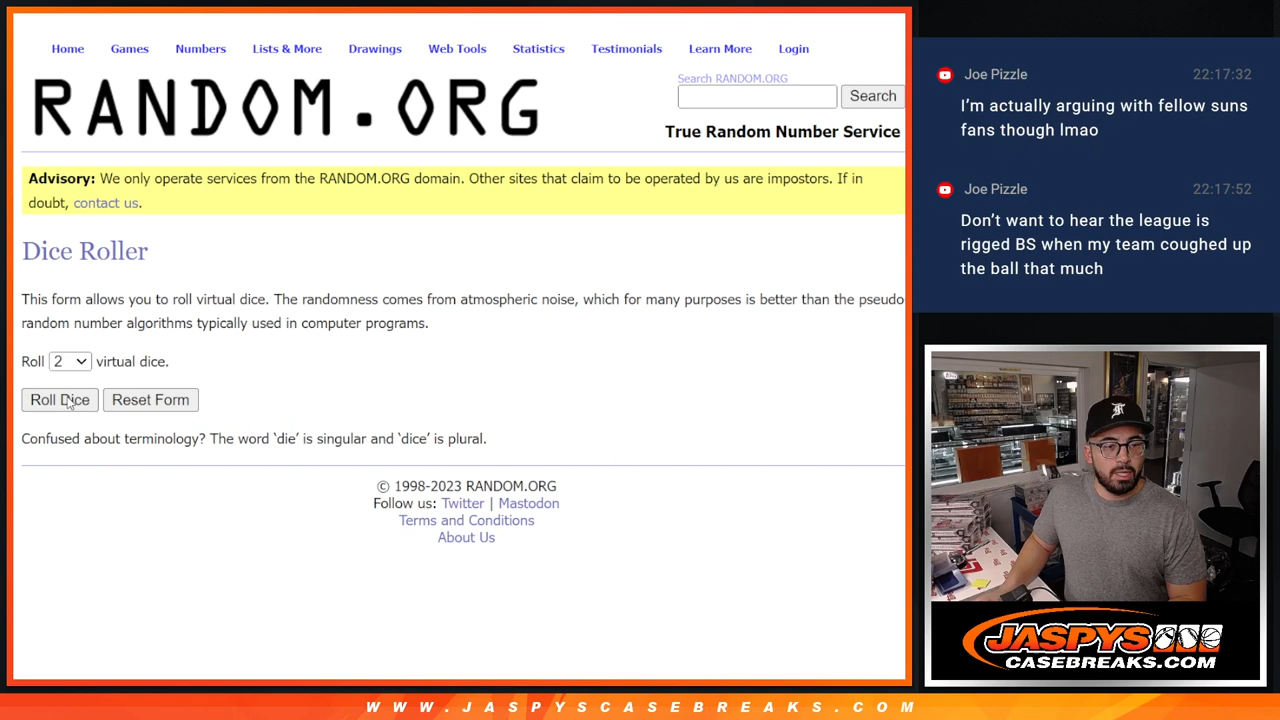 Home Games Numbers Lists & More Drawings Web Tools Statistics Testimonials Learn More Login
RANDOM.ORG
Search RANDOM.ORG
Search
True Random Number Service
Advisory: We only operate services from the RANDOM.ORG domain. Other sites that claim to be operated by us are impostors. If in
doubt, contact us.
Dice Roller
This form allows you to roll virtual dice. The randomness comes from atmospheric noise, which for many purposes is better than the pseudo
random number algorithms typically used in computer programs.
Roll 2 virtual dice.
Roll Dice Reset Form
Confused about terminology? The word ‘die’ is singular and ‘dice’ is plural.
© 1998-2023 RANDOM.ORG
Follow us: Twitter | Mastodon
Terms and Conditions
About Us
Joe Pizzle 22:17:32
I’m actually arguing with fellow suns
fans though lmao
Joe Pizzle 22:17:52
Don’t want to hear the league is
rigged BS when my team coughed up
the ball that much
JASPYS
CASEBREAKS.COM
WWW.JASPYSCASEBREAKS.COM